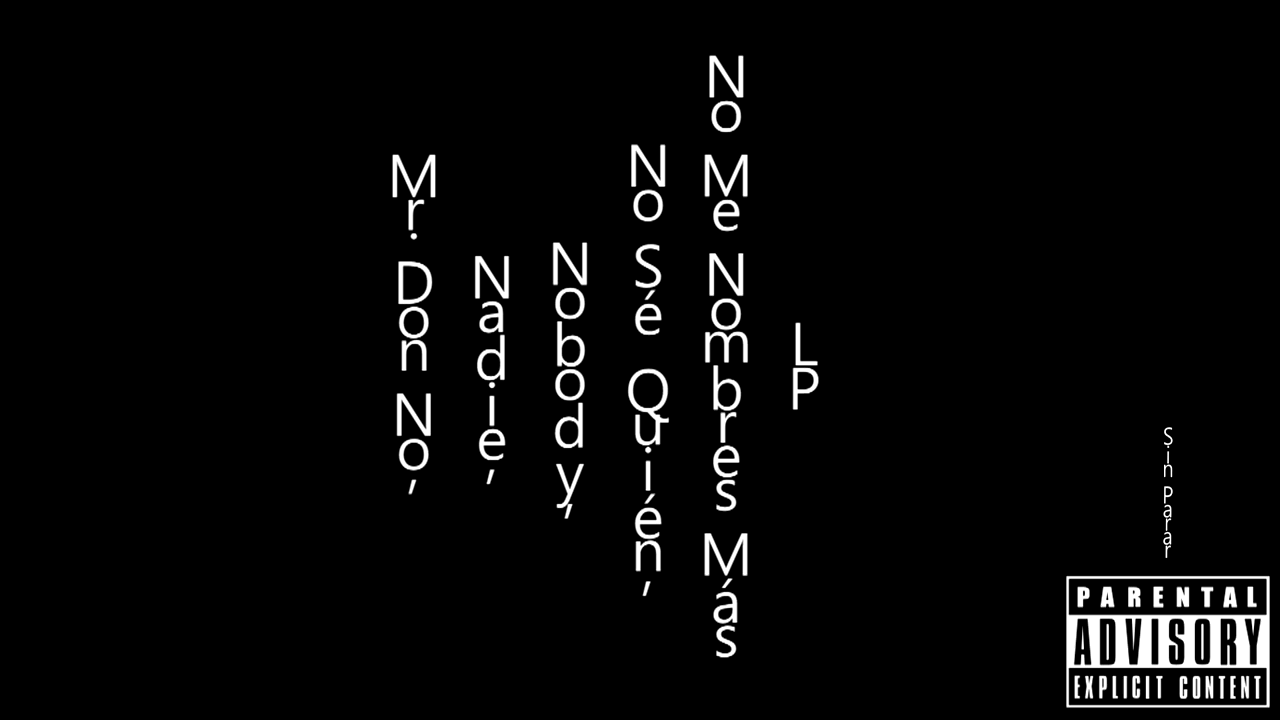 Mr. Don No,
Nadie,
Nobody,
No Sé Quién,
No Me Nombres Más
LP
Sin Parar
PARENTAL
ADVISORY
EXPLICIT CONTENT